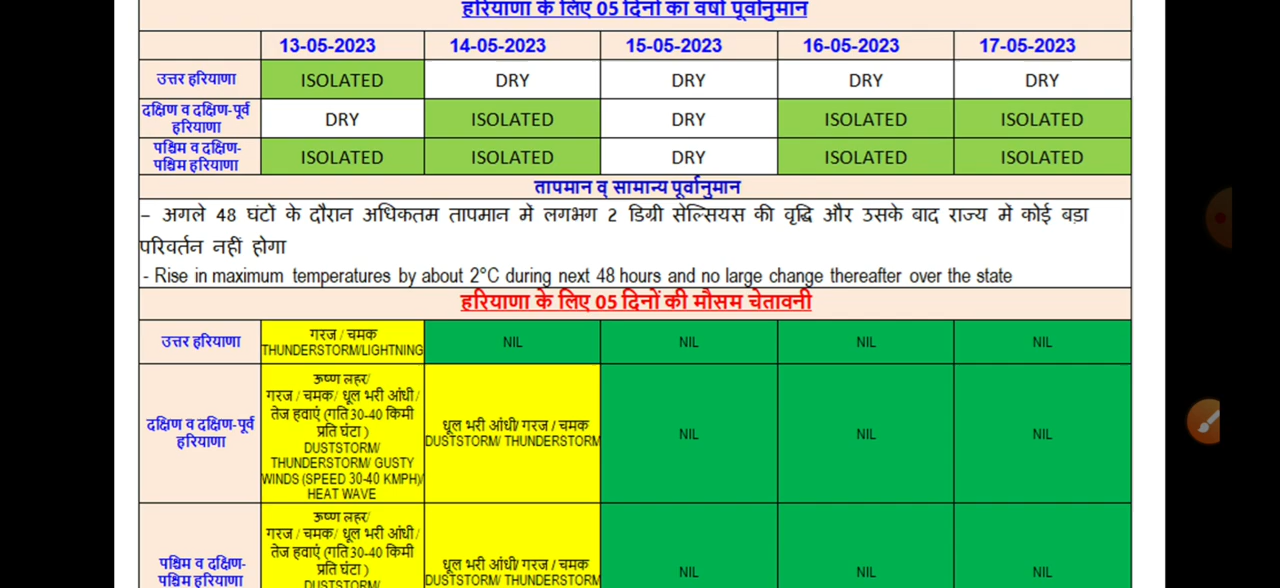 हरियाणा के लिए 05 दिनों का वर्षा पूर्वानुमान
13-05-2023 14-05-2023 15-05-2023 16-05-2023 17-05-2023
उत्तर हरियाणा ISOLATED DRY DRY DRY DRY
दक्षिण व दक्षिण-पूर्व
हरियाणा DRY ISOLATED DRY ISOLATED ISOLATED
पश्चिम व दक्षिण-
पश्चिम हरियाणा ISOLATED ISOLATED DRY ISOLATED ISOLATED
तापमान व् सामान्य पूर्वानुमान
– अगले 48 घंटों के दौरान अधिकतम तापमान में लगभग 2 डिग्री सेल्सियस की वृद्धि और उसके बाद राज्य में कोई बड़ा
परिवर्तन नहीं होगा
- Rise in maximum temperatures by about 2°C during next 48 hours and no large change thereafter over the state
हरियाणा के लिए 05 दिनों की मौसम चेतावनी
उत्तर हरियाणा
गरज / चमक
THUNDERSTORM/LIGHTNING
NIL NIL NIL NIL
दक्षिण व दक्षिण-पूर्व
हरियाणा
ऊष्ण लहर/
गरज / चमक/ धूल भरी आंधी/
तेज हवाएं (गति 30-40 किमी
प्रति घंटा )
DUSTSTORM/
THUNDERSTORM/ GUSTY
WINDS (SPEED 30-40 KMPH)/
HEAT WAVE
धूल भरी आंधी/ गरज / चमक
DUSTSTORM/ THUNDERSTORM
NIL NIL NIL
पश्चिम व दक्षिण-
पश्चिम हरियाणा
ऊष्ण लहर/
गरज / चमक/ धूल भरी आंधी/
तेज हवाएं (गति 30-40 किमी
प्रति घंटा )
DUSTSTORM/
धूल भरी आंधी/ गरज / चमक
DUSTSTORM/ THUNDERSTORM
NIL NIL NIL